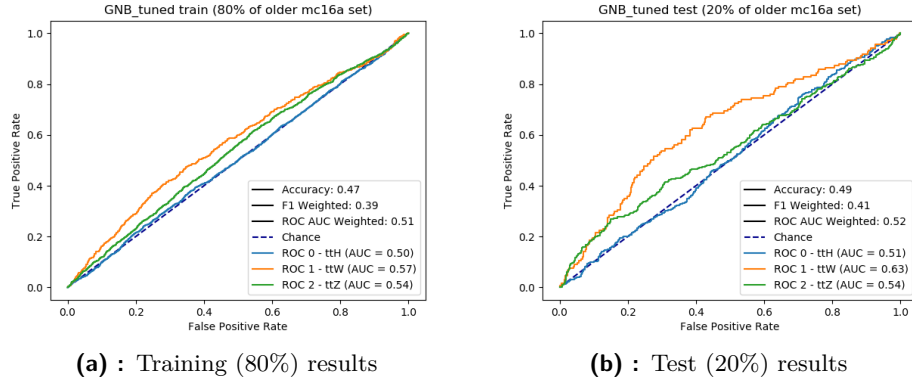 GNB_tuned train (80% of older mc16a set)
True Positive Rate
1.0
0.8
0.6
0.4
0.2
0.0
Accuracy: 0.47
F1 Weighted: 0.39
ROC AUC Weighted: 0.51
Chance
ROC 0 - ttH (AUC = 0.50)
ROC 1 - ttW (AUC = 0.57)
ROC 2 - ttZ (AUC = 0.54)
0.0 0.2 0.4 0.6 0.8 1.0
False Positive Rate
(a) : Training (80%) results
GNB_tuned test (20% of older mc16a set)
True Positive Rate
1.0
0.8
0.6
0.4
0.2
0.0
Accuracy: 0.49
F1 Weighted: 0.41
ROC AUC Weighted: 0.52
Chance
ROC 0 - ttH (AUC = 0.51)
ROC 1 - ttW (AUC = 0.63)
ROC 2 - ttZ (AUC = 0.54)
0.0 0.2 0.4 0.6 0.8 1.0
False Positive Rate
(b) : Test (20%) results